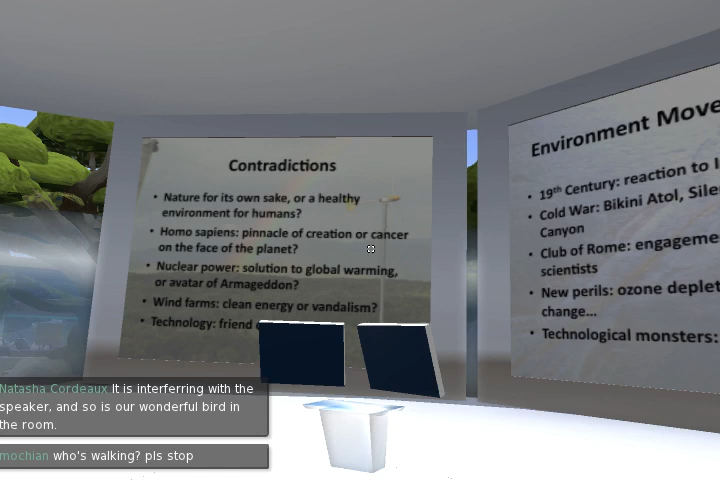 Contradictions
• Nature for its own sake, or a healthy
environment for humans?
• Homo sapiens: pinnacle of creation or cancer
on the face of the planet?
• Nuclear power: solution to global warming,
or avatar of Armageddon?
• Wind farms: clean energy or vandalism?
• Technology: friend
Environment Move
• 19th Century: reaction to
• Cold War: Bikini Atol,
Canyon
• Club of Rome: engageme
scientists
• New perils: ozone deplet
change...
• Technological monsters:
Natasha Cordeaux It is interferring with the
speaker, and so is our wonderful bird in
the room.
mochian who's walking? pls stop